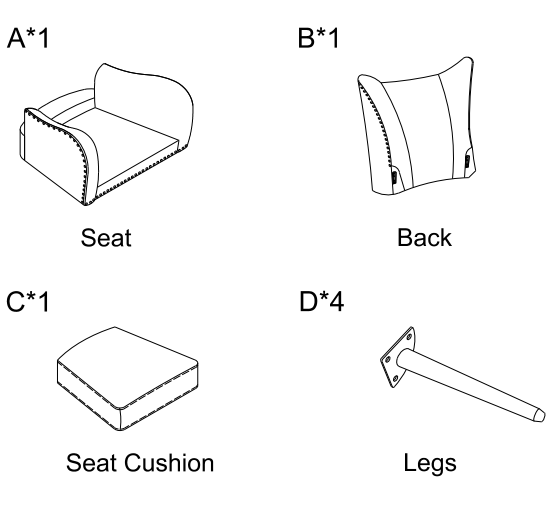 A*1
B*1
Seat
Back
C*1
D*4
Seat Cushion
Legs